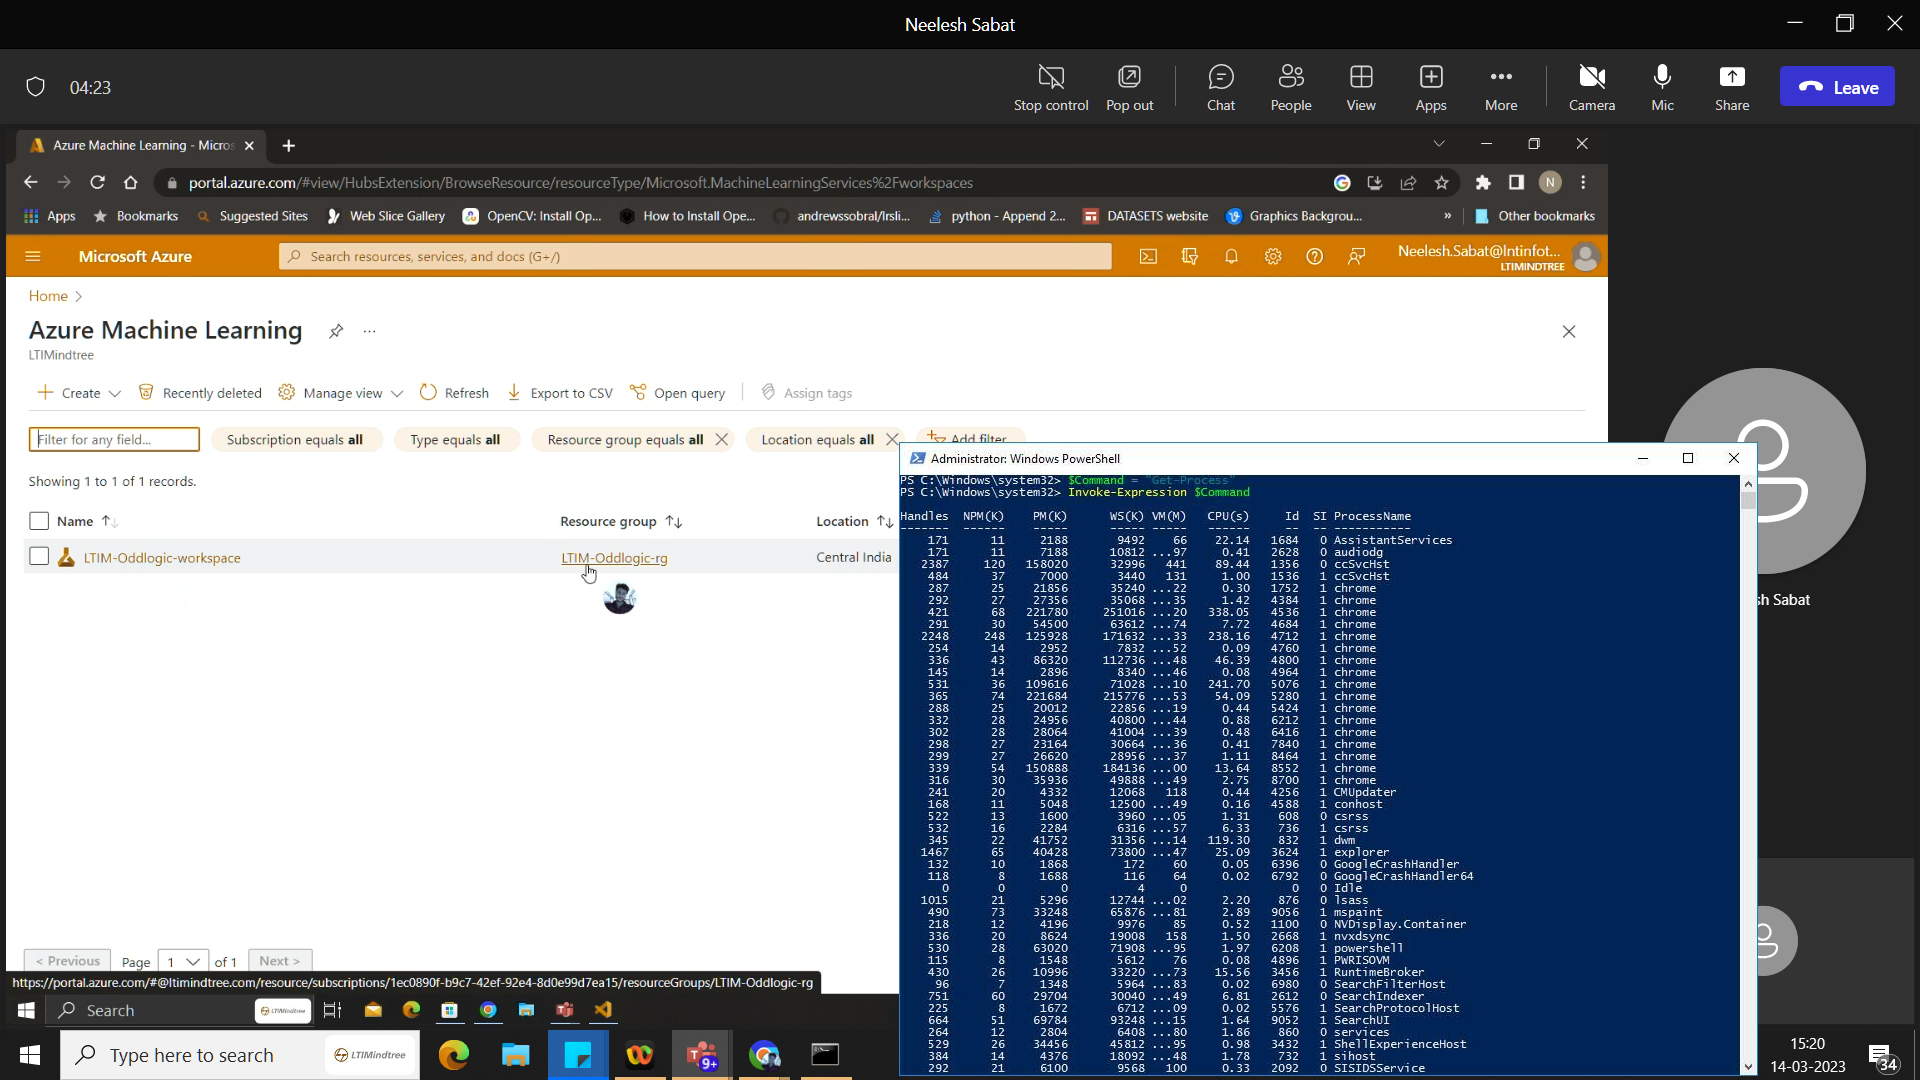 Neelesh Sabat
04:23
Stop control
Pop out
Chat
People
View
Apps
More
Camera
Mic
Share
Leave
Azure Machine Learning - Micros
portal.azure.com/#view/HubsExtension/BrowseResource/resourceType/Microsoft.MachineLearningServices%2Fworkspaces
N
Apps
Bookmarks
Suggested Sites
Web Slice Gallery
OpenCV: Install Op...
How to Install Ope...
andrewssobral/lrsli...
python - Append 2...
DATASETS website
Graphics Backgrou...
»
Other bookmarks
Microsoft Azure
Search resources, services, and docs (G+/)
Neelesh.Sabat@lntinfot...
LTIMINDTREE
Home >
Azure Machine Learning
...
LTIMindtree
Create
Recently deleted
Manage view
Refresh
Export to CSV
Open query
Assign tags
Filter for any field...
Subscription equals all
Type equals all
Resource group equals all
Location equals all
Add filter
Showing 1 to 1 of 1 records.
Name
Resource group
Location
LTIM-Oddlogic-workspace
LTIM-Oddlogic-rg
Central India
< Previous
Page
1
of 1
Next >
https://portal.azure.com/#@ltimindtree.com/resource/subscriptions/1ec0890f-b9c7-42ef-92e4-8d0e99d7ea15/resourceGroups/LTIM-Oddlogic-rg
Search
LTIMindtree
Administrator: Windows PowerShell
PS C:\Windows\system32> $Command = "Get-Process"
PS C:\Windows\system32> Invoke-Expression $Command
Handles NPM(K) PM(K) WS(K) VM(M) CPU(s) Id SI ProcessName
------- ------ ----- ----- ----- ------ -- -- -----------
171 11 2188 9492 66 22.14 1684 0 AssistantServices
171 11 7188 10812 ...97 0.41 2628 0 audiodg
2387 120 158020 32996 441 89.44 1356 0 ccSvcHst
484 37 7000 3440 131 1.00 1536 1 ccSvcHst
287 25 21856 35240 ...22 0.30 1752 1 chrome
292 27 27356 35068 ...35 1.42 4384 1 chrome
421 68 221780 251016 ...20 338.05 4536 1 chrome
291 30 54500 63612 ...74 7.72 4684 1 chrome
2248 248 125928 171632 ...33 238.16 4712 1 chrome
254 14 2952 7832 ...52 0.09 4760 1 chrome
336 43 86320 112736 ...48 46.39 4800 1 chrome
145 14 2896 8340 ...46 0.08 4964 1 chrome
531 36 109616 71028 ...10 241.70 5076 1 chrome
365 74 221684 215776 ...53 54.09 5280 1 chrome
288 25 20012 22856 ...19 0.44 5424 1 chrome
332 28 24956 40800 ...44 0.88 6212 1 chrome
302 28 28064 41004 ...39 0.48 6416 1 chrome
298 27 23164 30664 ...36 0.41 7840 1 chrome
299 27 26620 28956 ...37 1.11 8464 1 chrome
339 54 150888 184136 ...00 13.64 8552 1 chrome
316 30 35936 49888 ...49 2.75 8700 1 chrome
241 20 4332 12068 118 0.44 4256 1 CMUpdater
168 11 5048 12500 ...49 0.16 4588 1 conhost
522 13 1600 3960 ...05 1.31 608 0 csrss
532 16 2284 6316 ...57 6.33 736 1 csrss
345 22 41752 31356 ...14 119.30 832 1 dwm
1467 65 40428 73800 ...47 25.09 3624 1 explorer
132 10 1868 172 60 0.05 6396 0 GoogleCrashHandler
118 8 1688 116 64 0.02 6792 0 GoogleCrashHandler64
0 0 0 4 0 0 0 Idle
1015 21 5296 12744 ...02 2.20 876 0 lsass
490 73 33248 65876 ...81 2.89 9056 1 mspaint
218 12 4196 9976 85 0.52 1100 0 NVDisplay.Container
336 20 8624 19008 158 1.50 2668 1 nvxdsync
530 28 63020 71908 ...95 1.97 6208 1 powershell
115 8 1548 5612 76 0.08 4896 1 PWRISOVM
430 26 10996 33220 ...73 15.56 3456 1 RuntimeBroker
96 7 1348 5964 ...83 0.02 6980 0 SearchFilterHost
751 60 29704 30040 ...49 6.81 2612 0 SearchIndexer
225 8 1672 6712 ...09 0.02 5576 1 SearchProtocolHost
664 51 69784 93248 ...15 1.64 9052 1 SearchUI
264 12 2804 6408 ...80 1.86 860 0 services
529 26 34456 45812 ...95 0.98 3432 1 ShellExperienceHost
384 14 4376 18092 ...48 1.78 732 1 sihost
292 21 6100 9568 100 0.33 2092 0 SISIDSService
sh Sabat
Type here to search
LTIMindtree
9+
15:20
14-03-2023
34